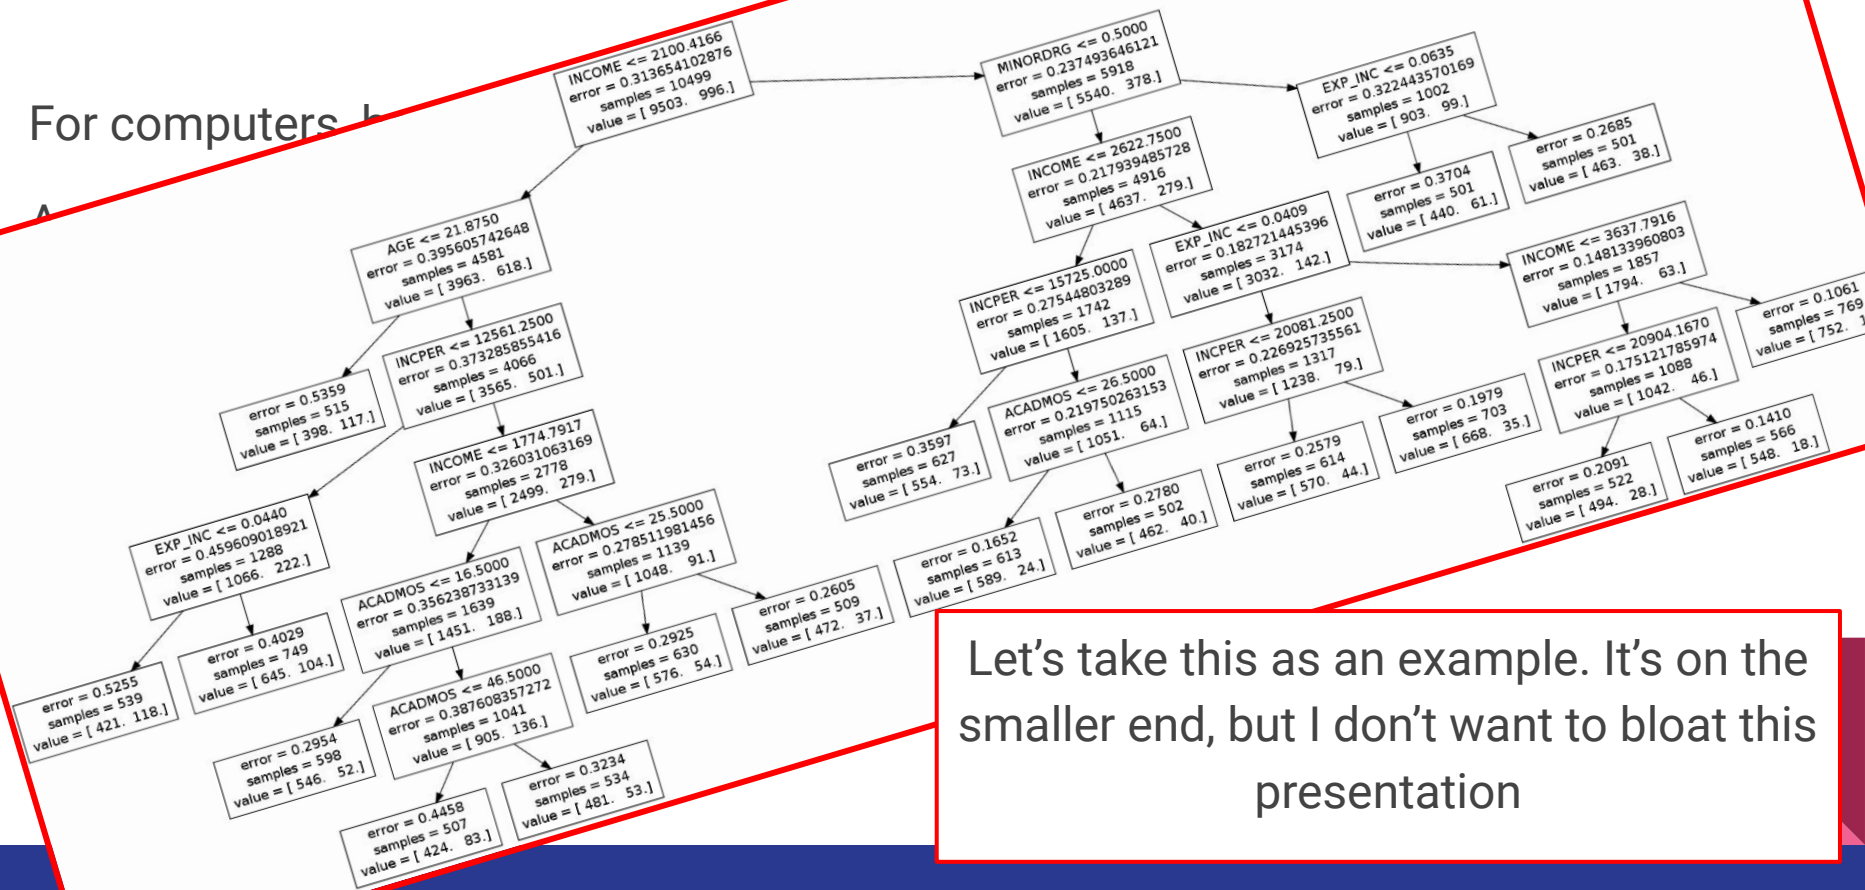 For computers, b
INCOME <= 2100.4166
error = 0.313654102876
samples = 10499
value = [ 9503. 996.]
MINORDRG <= 0.5000
error = 0.237493646121
samples = 5918
value = [ 5540. 378.]
EXP_INC <= 0.0635
error = 0.322443570169
samples = 1002
value = [ 903. 99.]
error = 0.2685
samples = 501
value = [ 463. 38.]
error = 0.3704
samples = 501
value = [ 440. 61.]
INCOME <= 2622.7500
error = 0.217939485728
samples = 4916
value = [ 4637. 279.]
AGE <= 21.8750
error = 0.395605742648
samples = 4581
value = [ 3963. 618.]
EXP_INC <= 0.0409
error = 0.182721445396
samples = 3174
value = [ 3032. 142.]
INCOME <= 3637.7916
error = 0.148133960803
samples = 1857
value = [ 1794. 63.]
INCPER <= 15725.0000
error = 0.27544803289
samples = 1742
value = [ 1605. 137.]
error = 0.1061
samples = 769
value = [ 752. 1
INCPER <= 12561.2500
error = 0.373285855416
samples = 4066
value = [ 3565. 501.]
INCPER <= 20081.2500
error = 0.226925735561
samples = 1317
value = [ 1238. 79.]
INCPER <= 20904.1670
error = 0.175121785974
samples = 1088
value = [ 1042. 46.]
error = 0.5359
samples = 515
value = [ 398. 117.]
ACADMOS <= 26.5000
error = 0.219750263153
samples = 1115
value = [ 1051. 64.]
error = 0.1979
samples = 703
value = [ 668. 35.]
error = 0.1410
samples = 566
value = [ 548. 18.]
INCOME <= 1774.7917
error = 0.326031063169
samples = 2778
value = [ 2499. 279.]
error = 0.3597
samples = 627
value = [ 554. 73.]
error = 0.2579
samples = 614
value = [ 570. 44.]
error = 0.2091
samples = 522
value = [ 494. 28.]
EXP_INC <= 0.0440
error = 0.459609018921
samples = 1288
value = [ 1066. 222.]
ACADMOS <= 25.5000
error = 0.278511981456
samples = 1139
value = [ 1048. 91.]
error = 0.1652
samples = 613
value = [ 589. 24.]
error = 0.2780
samples = 502
value = [ 462. 40.]
ACADMOS <= 16.5000
error = 0.356238733139
samples = 1639
value = [ 1451. 188.]
error = 0.2605
samples = 509
value = [ 472. 37.]
error = 0.4029
samples = 749
value = [ 645. 104.]
error = 0.2925
samples = 630
value = [ 576. 54.]
error = 0.5255
samples = 539
value = [ 421. 118.]
ACADMOS <= 46.5000
error = 0.387608357272
samples = 1041
value = [ 905. 136.]
error = 0.2954
samples = 598
value = [ 546. 52.]
error = 0.3234
samples = 534
value = [ 481. 53.]
error = 0.4458
samples = 507
value = [ 424. 83.]
Let’s take this as an example. It’s on the
smaller end, but I don’t want to bloat this
presentation